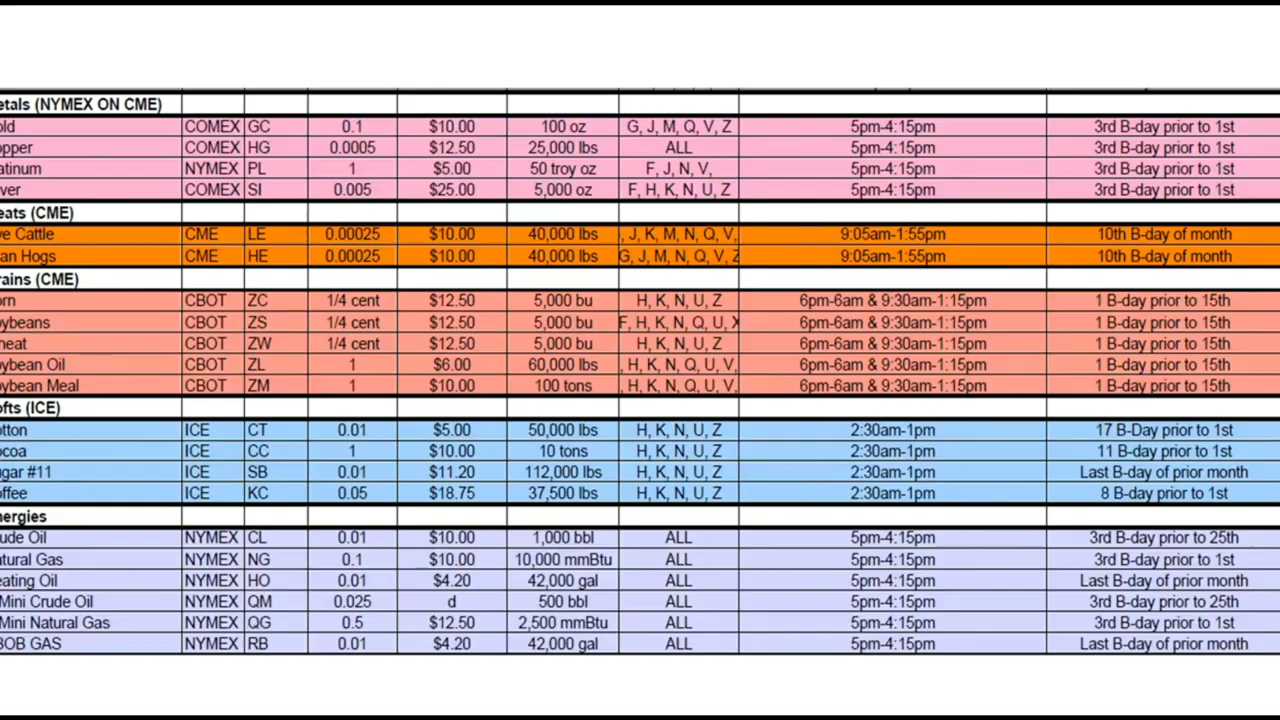 etals (NYMEX ON CME)
old COMEX GC 0.1 $10.00 100 oz G, J, M, Q, V, Z 5pm-4:15pm 3rd B-day prior to 1st
opper COMEX HG 0.0005 $12.50 25,000 lbs ALL 5pm-4:15pm 3rd B-day prior to 1st
atinum NYMEX PL 1 $5.00 50 troy oz F, J, N, V, 5pm-4:15pm 3rd B-day prior to 1st
ver COMEX SI 0.005 $25.00 5,000 oz F, H, K, N, U, Z 5pm-4:15pm 3rd B-day prior to 1st
eats (CME)
ve Cattle CME LE 0.00025 $10.00 40,000 lbs , J, K, M, N, Q, V, 9:05am-1:55pm 10th B-day of month
an Hogs CME HE 0.00025 $10.00 40,000 lbs G, J, M, N, Q, V, Z 9:05am-1:55pm 10th B-day of month
rains (CME)
orn CBOT ZC 1/4 cent $12.50 5,000 bu H, K, N, U, Z 6pm-6am & 9:30am-1:15pm 1 B-day prior to 15th
oybeans CBOT ZS 1/4 cent $12.50 5,000 bu F, H, K, N, Q, U, X 6pm-6am & 9:30am-1:15pm 1 B-day prior to 15th
heat CBOT ZW 1/4 cent $12.50 5,000 bu H, K, N, U, Z 6pm-6am & 9:30am-1:15pm 1 B-day prior to 15th
oybean Oil CBOT ZL 1 $6.00 60,000 lbs , H, K, N, Q, U, V, 6pm-6am & 9:30am-1:15pm 1 B-day prior to 15th
oybean Meal CBOT ZM 1 $10.00 100 tons , H, K, N, Q, U, V, 6pm-6am & 9:30am-1:15pm 1 B-day prior to 15th
ofts (ICE)
otton ICE CT 0.01 $5.00 50,000 lbs H, K, N, U, Z 2:30am-1pm 17 B-Day prior to 1st
ocoa ICE CC 1 $10.00 10 tons H, K, N, U, Z 2:30am-1pm 11 B-day prior to 1st
gar #11 ICE SB 0.01 $11.20 112,000 lbs H, K, N, U, Z 2:30am-1pm Last B-day of prior month
offee ICE KC 0.05 $18.75 37,500 lbs H, K, N, U, Z 2:30am-1pm 8 B-day prior to 1st
nergies
ude Oil NYMEX CL 0.01 $10.00 1,000 bbl ALL 5pm-4:15pm 3rd B-day prior to 25th
atural Gas NYMEX NG 0.1 $10.00 10,000 mmBtu ALL 5pm-4:15pm 3rd B-day prior to 1st
eating Oil NYMEX HO 0.01 $4.20 42,000 gal ALL 5pm-4:15pm Last B-day of prior month
Mini Crude Oil NYMEX QM 0.025 d 500 bbl ALL 5pm-4:15pm 3rd B-day prior to 25th
Mini Natural Gas NYMEX QG 0.5 $12.50 2,500 mmBtu ALL 5pm-4:15pm 3rd B-day prior to 1st
BOB GAS NYMEX RB 0.01 $4.20 42,000 gal ALL 5pm-4:15pm Last B-day of prior month